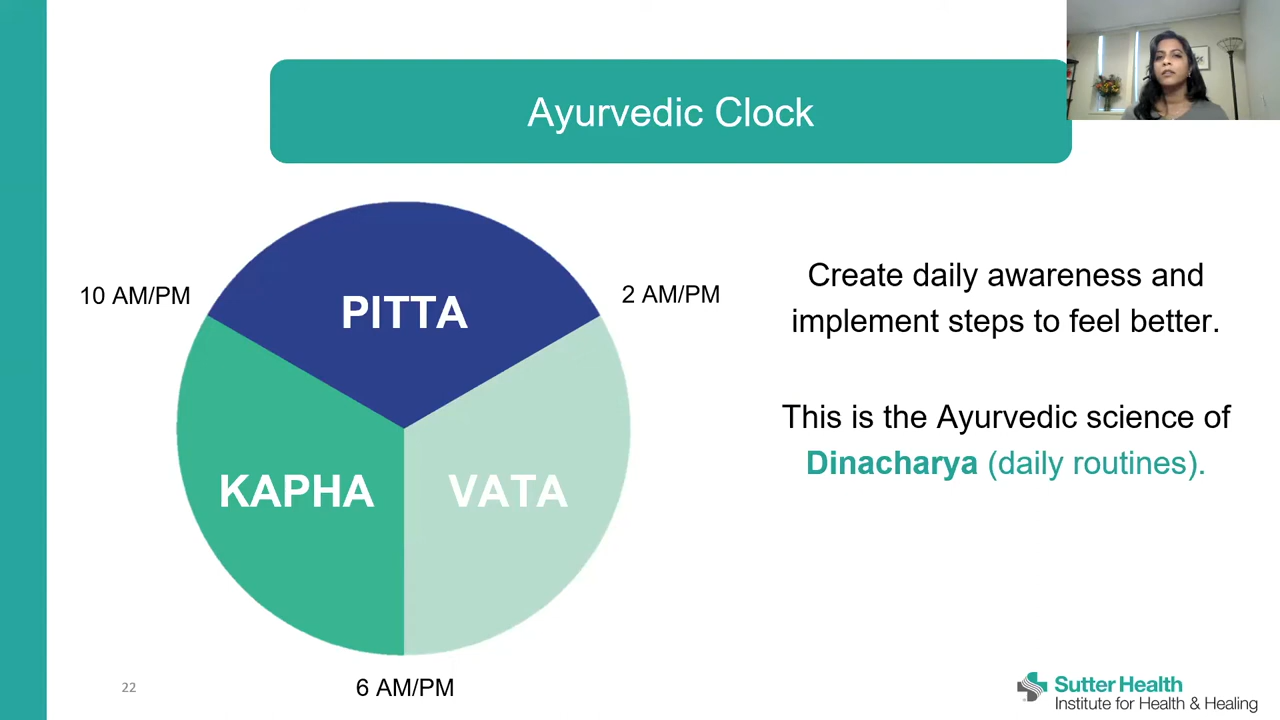 Ayurvedic Clock
10 AM/PM
PITTA
2 AM/PM
KAPHA
VATA
6 AM/PM
Create daily awareness and
implement steps to feel better.
This is the Ayurvedic science of
Dinacharya (daily routines).
22
Sutter Health
Institute for Health & Healing